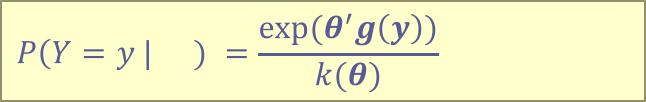 P(Y = y | ) = exp(θ′g(y)) / k(θ)